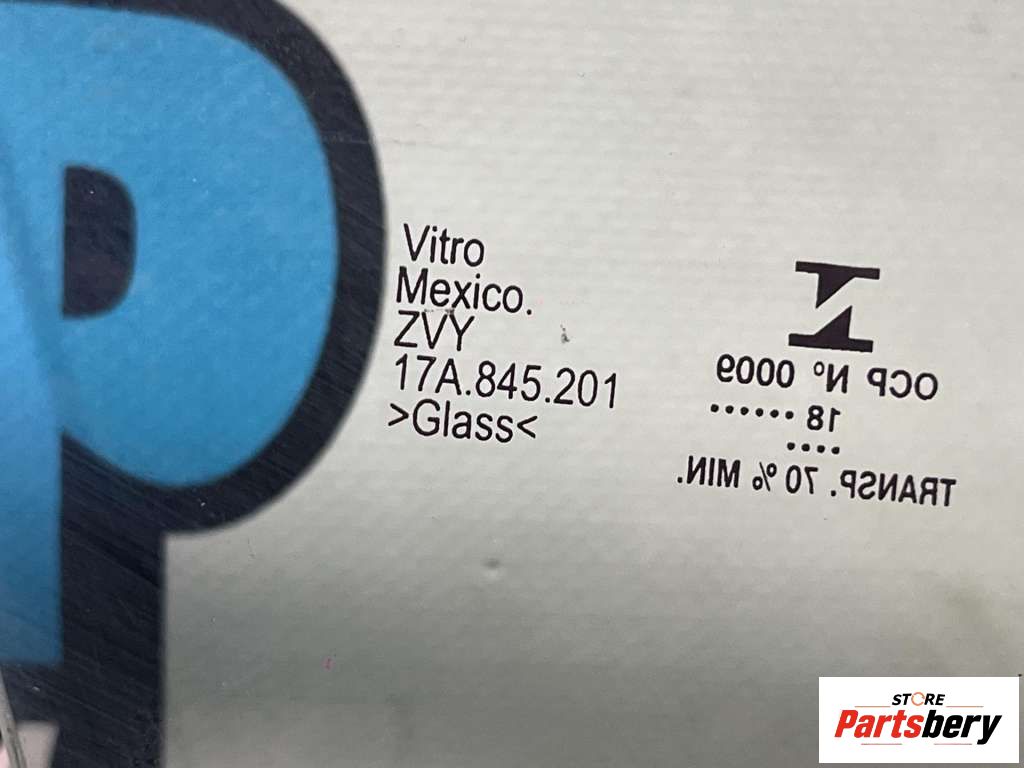 Vitro
Mexico.
ZVY
17A.845.201
>Glass<
OCP Nº 0009
18 ••••••
••••
TRANSP. 70 % MIN.
STORE
Partsbery